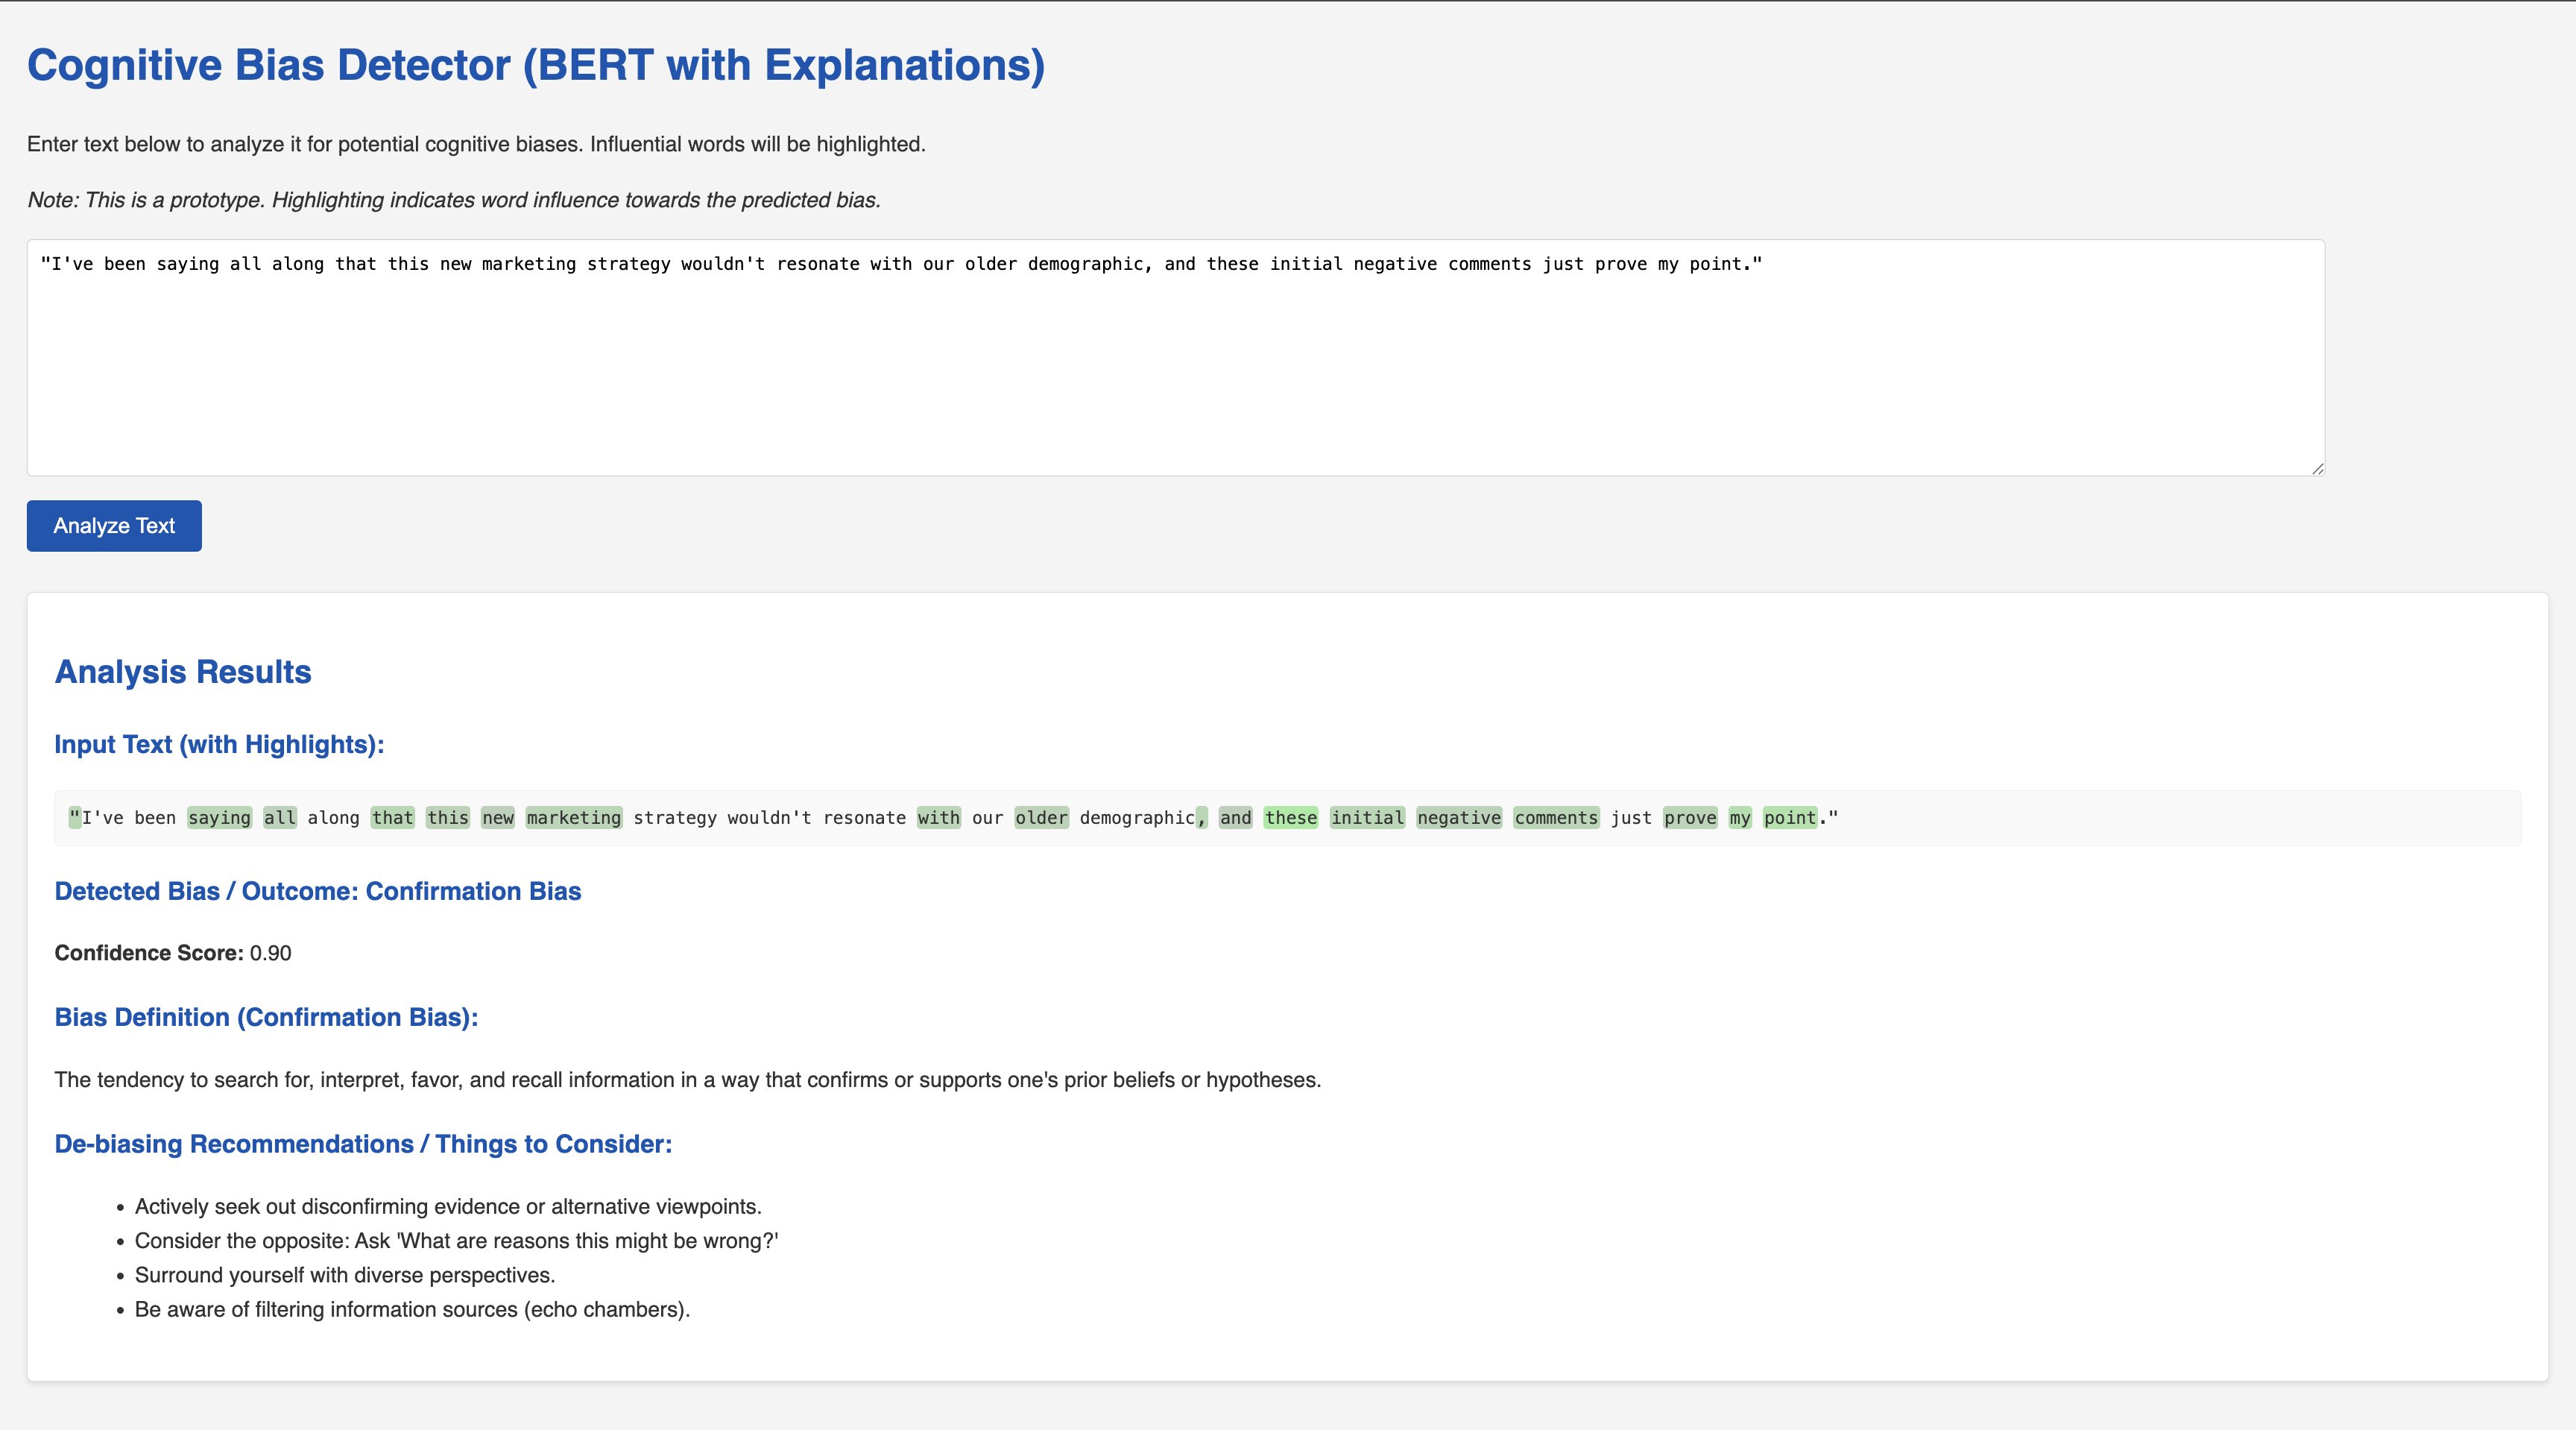 Cognitive Bias Detector (BERT with Explanations)
Enter text below to analyze it for potential cognitive biases. Influential words will be highlighted.
Note: This is a prototype. Highlighting indicates word influence towards the predicted bias.
"I've been saying all along that this new marketing strategy wouldn't resonate with our older demographic, and these initial negative comments just prove my point."
Analyze Text
Analysis Results
Input Text (with Highlights):
"I've been saying all along that this new marketing strategy wouldn't resonate with our older demographic, and these initial negative comments just prove my point."
Detected Bias / Outcome: Confirmation Bias
Confidence Score: 0.90
Bias Definition (Confirmation Bias):
The tendency to search for, interpret, favor, and recall information in a way that confirms or supports one's prior beliefs or hypotheses.
De-biasing Recommendations / Things to Consider:
• Actively seek out disconfirming evidence or alternative viewpoints.
• Consider the opposite: Ask 'What are reasons this might be wrong?'
• Surround yourself with diverse perspectives.
• Be aware of filtering information sources (echo chambers).